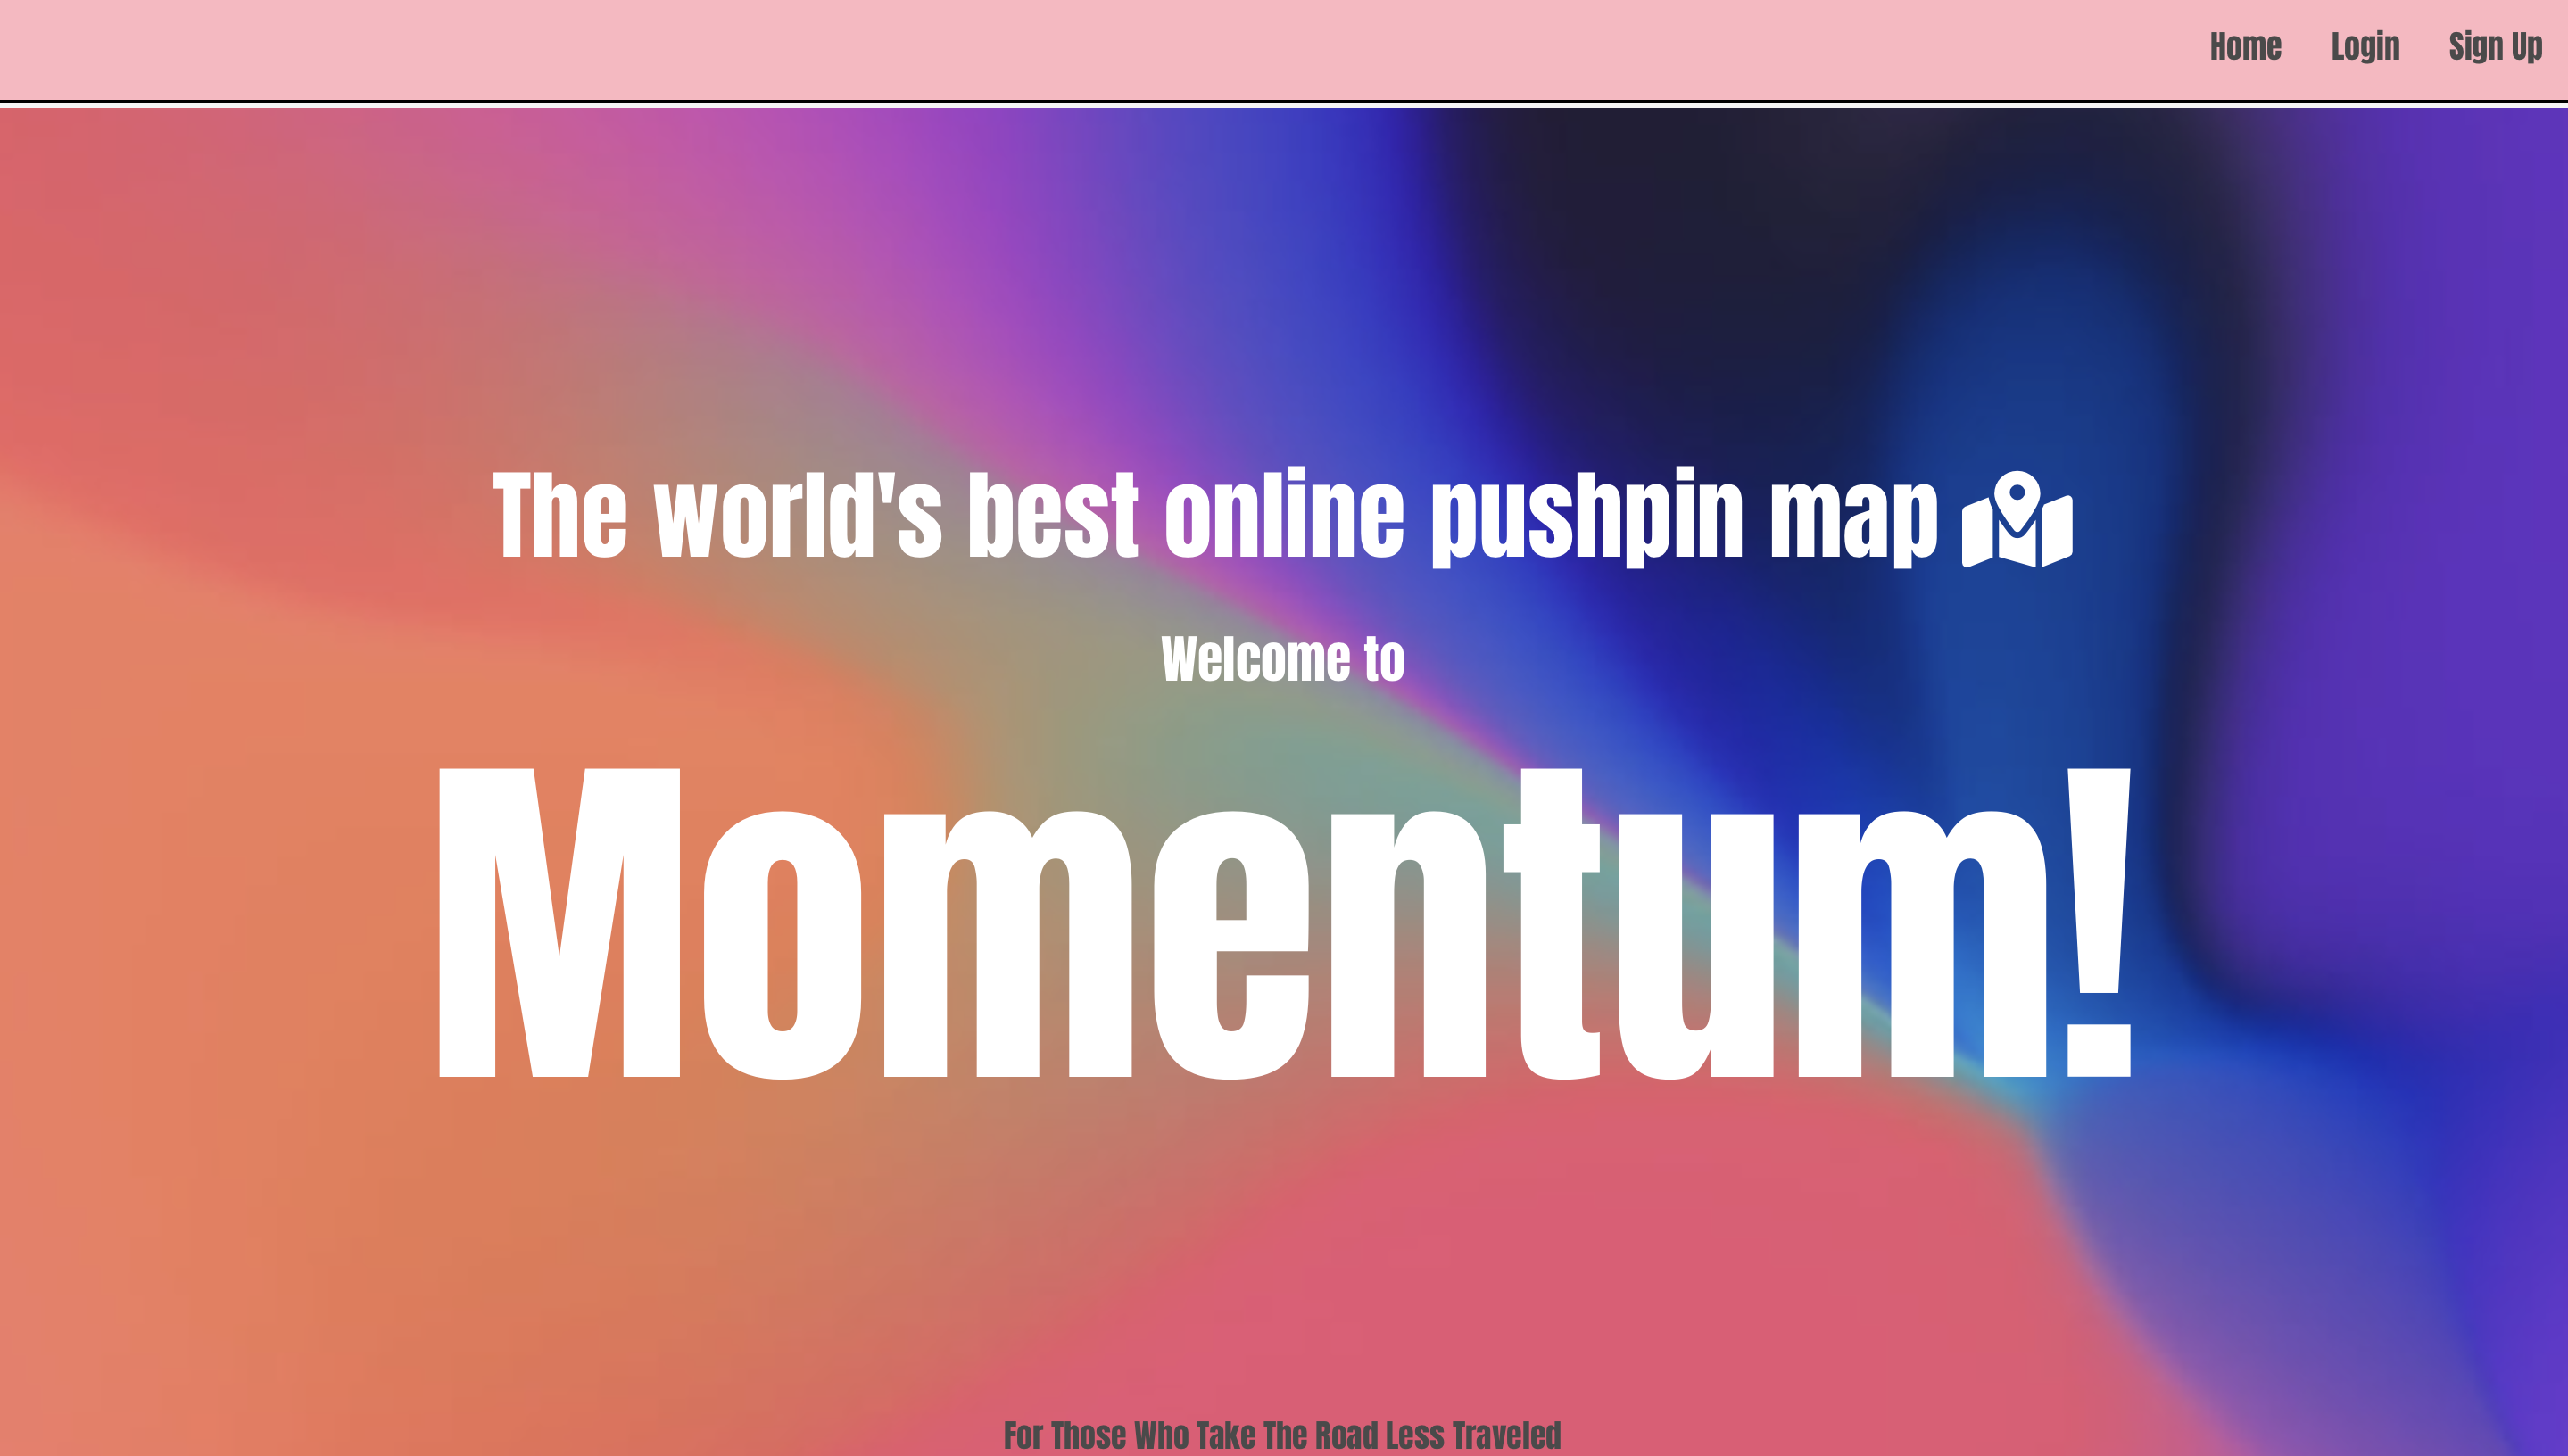 Home Login Sign Up
The world's best online pushpin map
Welcome to
Momentum!
For Those Who Take The Road Less Traveled